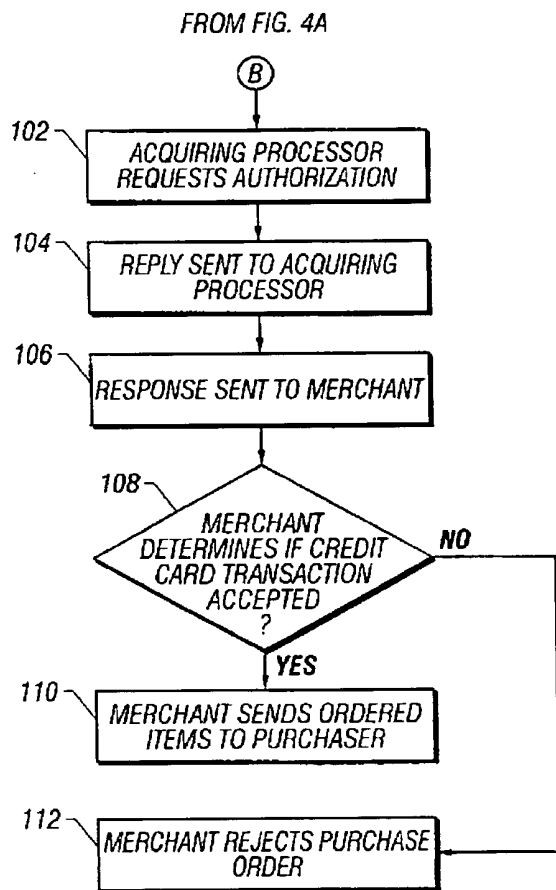 FROM FIG. 4A
B
102
ACQUIRING PROCESSOR
REQUESTS AUTHORIZATION
104
REPLY SENT TO ACQUIRING
PROCESSOR
106
RESPONSE SENT TO MERCHANT
108
MERCHANT
DETERMINES IF CREDIT
CARD TRANSACTION
ACCEPTED
?
NO
YES
110
MERCHANT SENDS ORDERED
ITEMS TO PURCHASER
112
MERCHANT REJECTS PURCHASE
ORDER